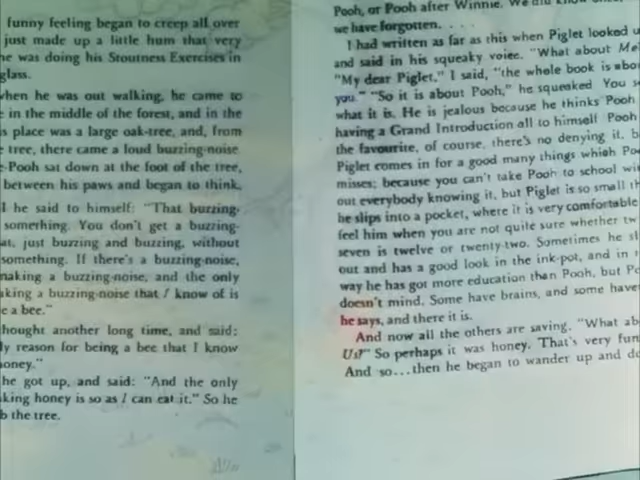 funny feeling began to creep all over
just made up a little hum that very
he was doing his Stoutness Exercises in
glass.
when he was out walking, he came to
in the middle of the forest, and in the
s place was a large oak-tree, and, from
e tree, there came a loud buzzing-noise
-Pooh sat down at the foot of the tree,
between his paws and began to think.
l he said to himself: "That buzzing-
something. You don't get a buzzing-
at, just buzzing and buzzing, without
something. If there's a buzzing-noise,
making a buzzing-noise, and the only
aking a buzzing-noise that I know of is
e a bee."
hought another long time, and said:
ly reason for being a bee that I know
honey."
he got up, and said: "And the only
king honey is so as I can eat it." So he
b the tree.
Pooh, or Pooh after Winnie. We did know once,
we have forgotten. . . .
I had written as far as this when Piglet looked u
and said in his squeaky voice. "What about Me
"My dear Piglet," I said, "the whole book is abo
you." "So it is about Pooh," he squeaked You s
what it is. He is jealous because he thinks Pooh
having a Grand Introduction all to himself Pooh
the favourite, of course, there's no denying it, b
Piglet comes in for a good many things which Po
misses; because you can't take Pooh to school wi
out everybody knowing it, but Piglet is so small t
he slips into a pocket, where it is very comfortable
feel him when you are not quite sure whether tw
seven is twelve or twenty-two. Sometimes he sl
out and has a good look in the ink-pot, and in t
way he has got more education than Pooh, but Po
doesn't mind. Some have brains, and some have
he says, and there it is.
And now all the others are saving. "What ab
Us?" So perhaps it was honey. That's very fun
And so...then he began to wander up and do